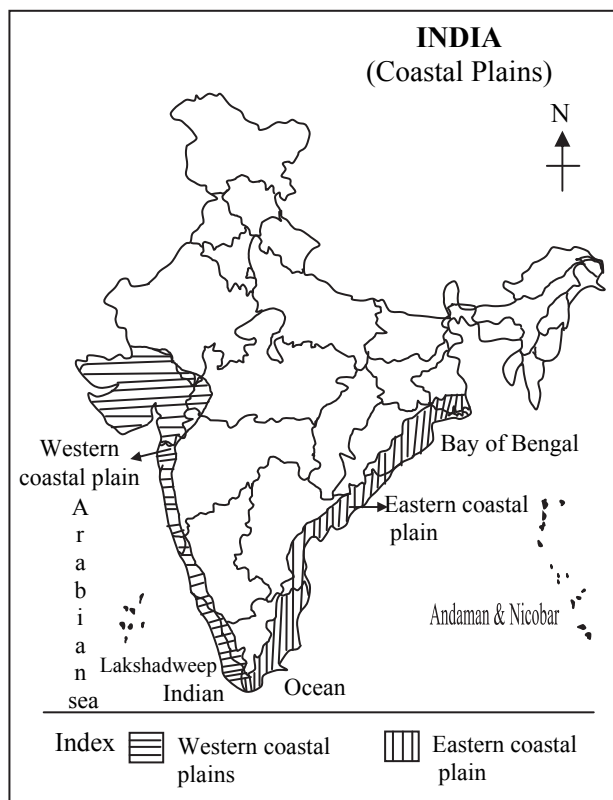 INDIA
(Coastal Plains)
N
Western
coastal plain
Bay of Bengal
Eastern coastal
plain
Arabian
sea
Andaman & Nicobar
Lakshadweep
Indian Ocean
Index
Western coastal
plains
Eastern coastal
plain